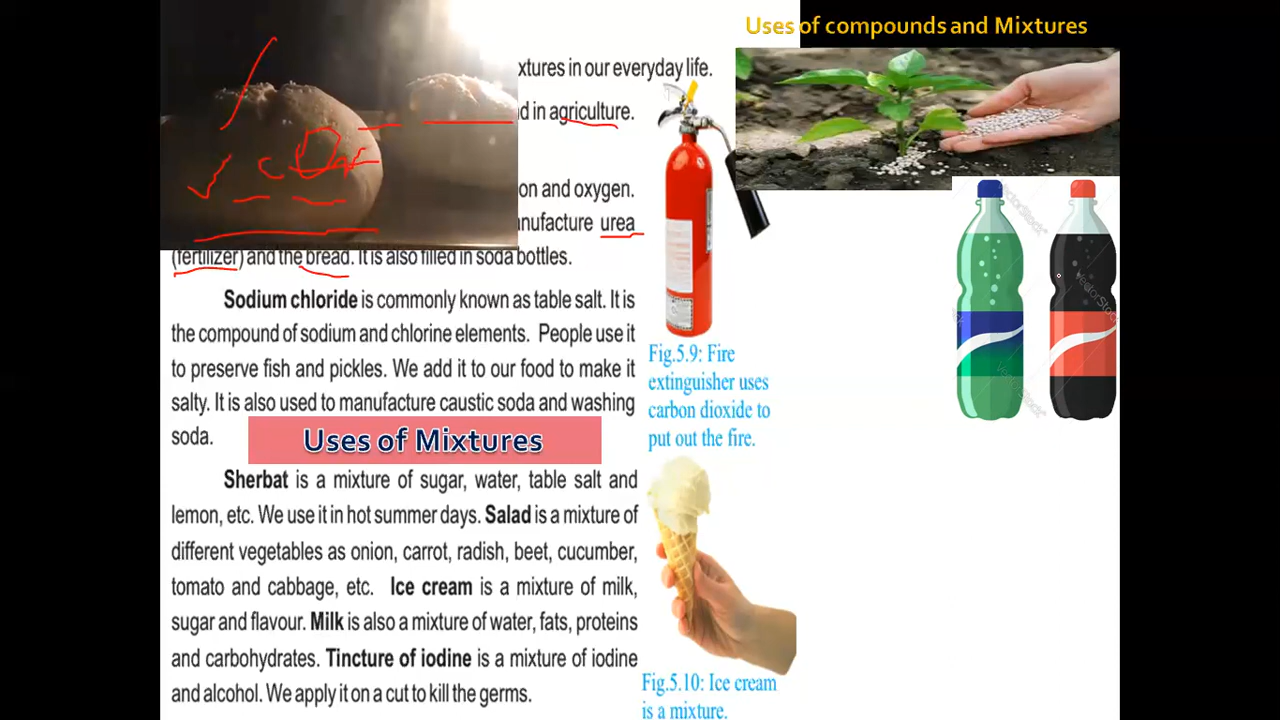 Uses of compounds and Mixtures
xtures in our everyday life.
d in agriculture.
on and oxygen.
nufacture urea
(fertilizer) and the bread. It is also filled in soda bottles.
Sodium chloride is commonly known as table salt. It is
the compound of sodium and chlorine elements. People use it
to preserve fish and pickles. We add it to our food to make it
salty. It is also used to manufacture caustic soda and washing
soda.
Uses of Mixtures
Sherbat is a mixture of sugar, water, table salt and
lemon, etc. We use it in hot summer days. Salad is a mixture of
different vegetables as onion, carrot, radish, beet, cucumber,
tomato and cabbage, etc. Ice cream is a mixture of milk,
sugar and flavour. Milk is also a mixture of water, fats, proteins
and carbohydrates. Tincture of iodine is a mixture of iodine
and alcohol. We apply it on a cut to kill the germs.
Fig.5.9: Fire
extinguisher uses
carbon dioxide to
put out the fire.
Fig.5.10: Ice cream
is a mixture.
VectorStock